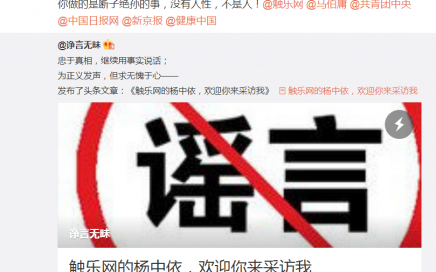 你做的是断子绝孙的事，没有人性，不是人！@触乐网 @马伯庸 @共青团中央
@中国日报网 @新京报 @健康中国
@诤言无昧
忠于真相，继续用事实说话；
为正义发声，但求无愧于心——
发布了头条文章：《触乐网的杨中依，欢迎你来采访我》 触乐网的杨中依，欢迎你来采访我
谣言
诤言无昧
触乐网的杨中依，欢迎你来采访我